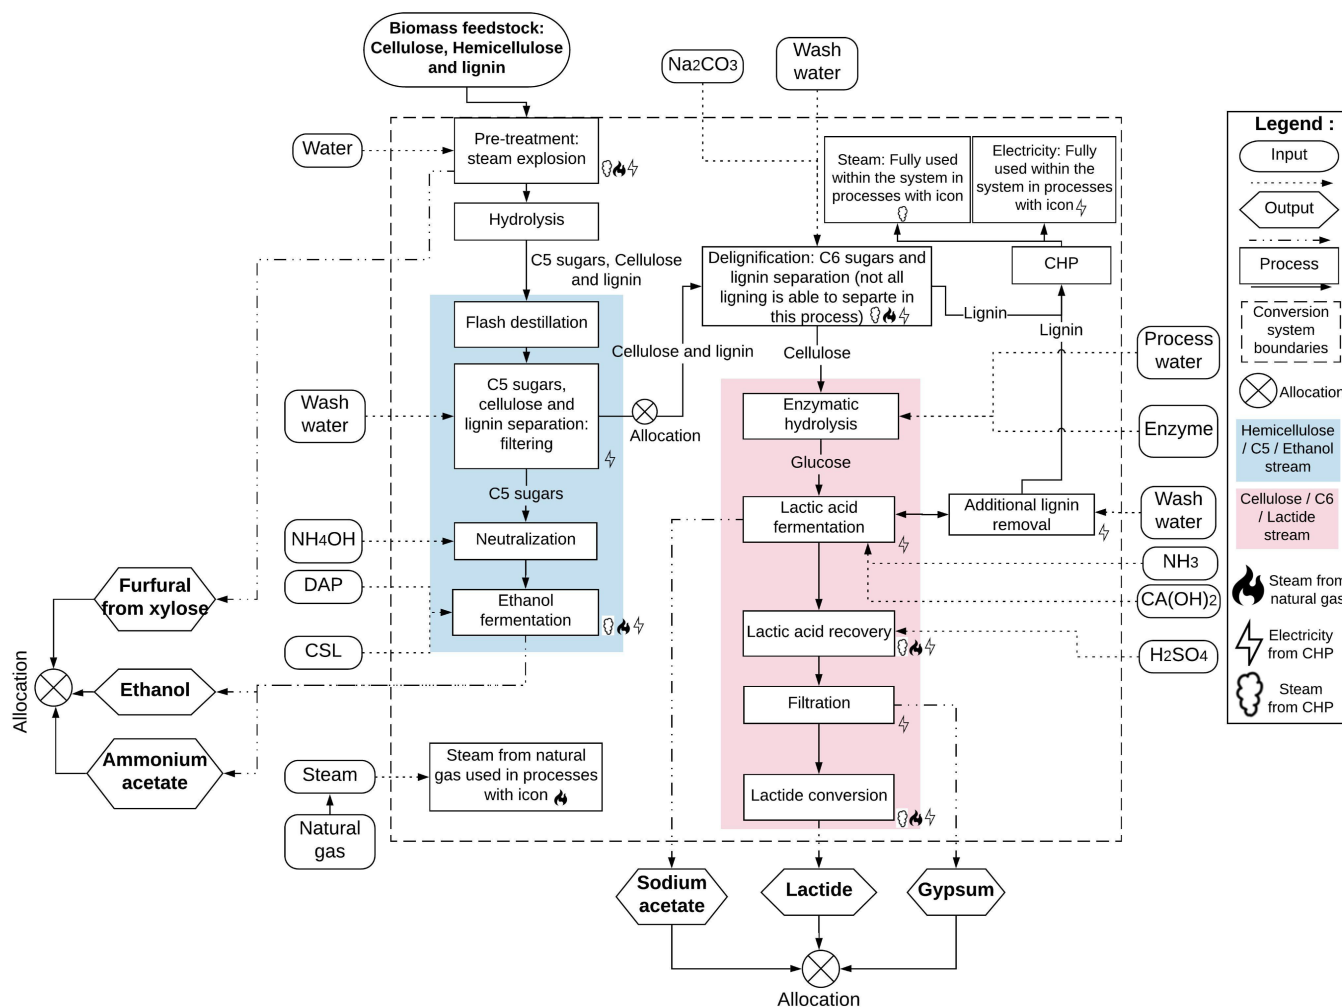 Biomass feedstock:
Cellulose, Hemicellulose
and lignin
Na2CO3
Wash
water
Water
Pre-treatment:
steam explosion
Hydrolysis
C5 sugars, Cellulose
and lignin
Steam: Fully used
within the system in
processes with icon
Electricity: Fully
used within the
system in processes
with icon
CHP
Delignification: C6 sugars and
lignin separation (not all
ligning is able to separte in
this process)
Lignin
Lignin
Flash destillation
Cellulose and lignin
Cellulose
Wash
water
C5 sugars,
cellulose and
lignin separation:
filtering
Allocation
C5 sugars
NH4OH
Neutralization
DAP
CSL
Ethanol
fermentation
Enzymatic
hydrolysis
Glucose
Lactic acid
fermentation
Additional lignin
removal
Lactic acid recovery
Filtration
Lactide conversion
Process
water
Enzyme
Wash
water
NH3
CA(OH)2
H2SO4
Furfural
from xylose
Ethanol
Ammonium
acetate
Allocation
Steam
Natural
gas
Steam from natural
gas used in processes
with icon
Sodium
acetate
Lactide
Gypsum
Allocation
Legend :
Input
Output
Process
Conversion
system
boundaries
Allocation
Hemicellulose
/ C5 / Ethanol
stream
Cellulose / C6
/ Lactide
stream
Steam from
natural gas
Electricity
from CHP
Steam
from CHP